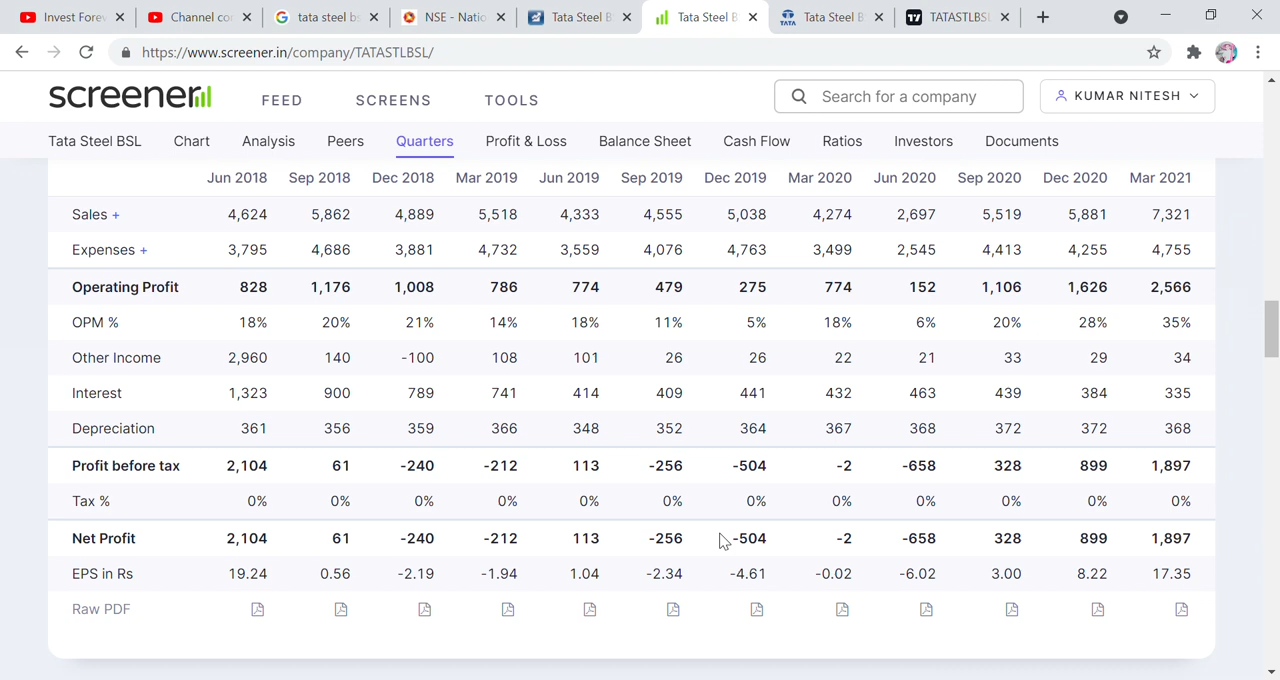 Invest Forev
Channel co
tata steel bs
NSE - Natio
Tata Steel B
Tata Steel B
TATA
Tata Steel B
TATASTLBSL
https://www.screener.in/company/TATASTLBSL/
screener
FEED
SCREENS
TOOLS
Search for a company
KUMAR NITESH
Tata Steel BSL Chart Analysis Peers Quarters Profit & Loss Balance Sheet Cash Flow Ratios Investors Documents
Jun 2018 Sep 2018 Dec 2018 Mar 2019 Jun 2019 Sep 2019 Dec 2019 Mar 2020 Jun 2020 Sep 2020 Dec 2020 Mar 2021
Sales + 4,624 5,862 4,889 5,518 4,333 4,555 5,038 4,274 2,697 5,519 5,881 7,321
Expenses + 3,795 4,686 3,881 4,732 3,559 4,076 4,763 3,499 2,545 4,413 4,255 4,755
Operating Profit 828 1,176 1,008 786 774 479 275 774 152 1,106 1,626 2,566
OPM % 18% 20% 21% 14% 18% 11% 5% 18% 6% 20% 28% 35%
Other Income 2,960 140 -100 108 101 26 26 22 21 33 29 34
Interest 1,323 900 789 741 414 409 441 432 463 439 384 335
Depreciation 361 356 359 366 348 352 364 367 368 372 372 368
Profit before tax 2,104 61 -240 -212 113 -256 -504 -2 -658 328 899 1,897
Tax % 0% 0% 0% 0% 0% 0% 0% 0% 0% 0% 0% 0%
Net Profit 2,104 61 -240 -212 113 -256 -504 -2 -658 328 899 1,897
EPS in Rs 19.24 0.56 -2.19 -1.94 1.04 -2.34 -4.61 -0.02 -6.02 3.00 8.22 17.35
Raw PDF